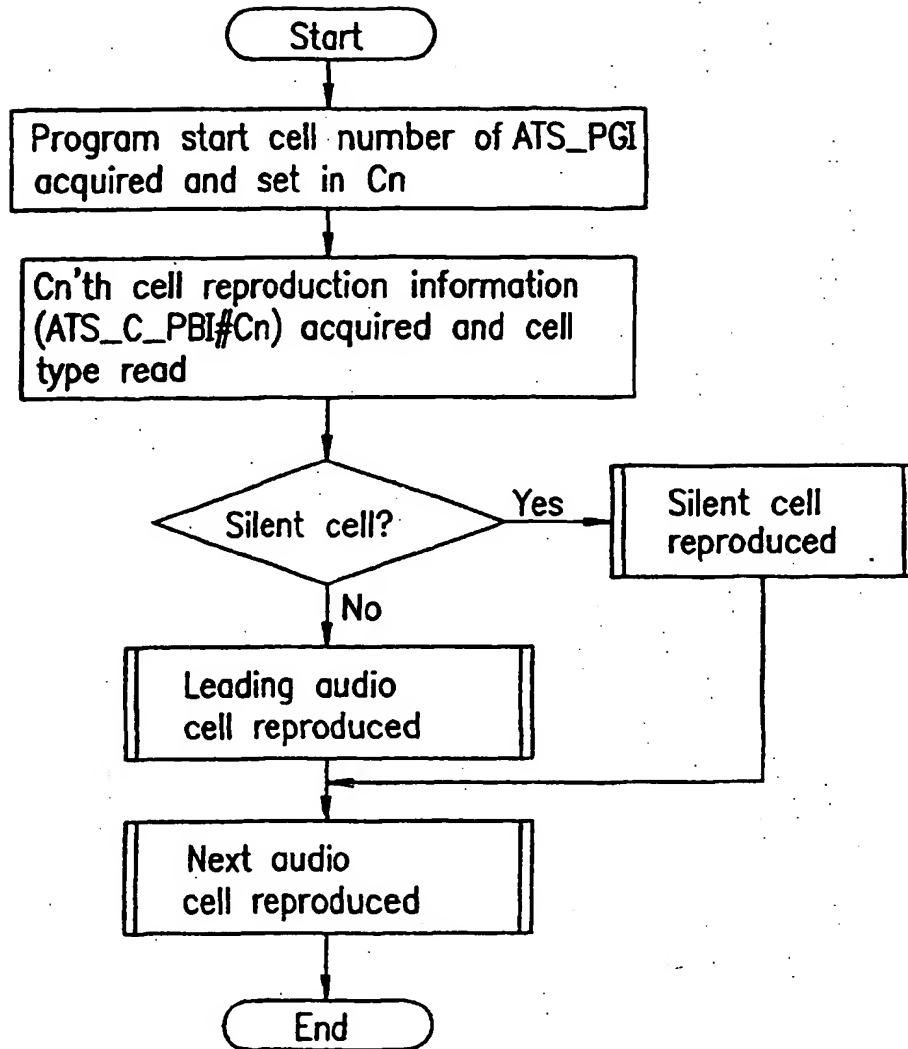 Start
Program start cell number of ATS_PGI
acquired and set in Cn
Cn'th cell reproduction information
(ATS_C_PBI#Cn) acquired and cell
type read
Silent cell?
Yes
Silent cell
reproduced
No
Leading audio
cell reproduced
Next audio
cell reproduced
End